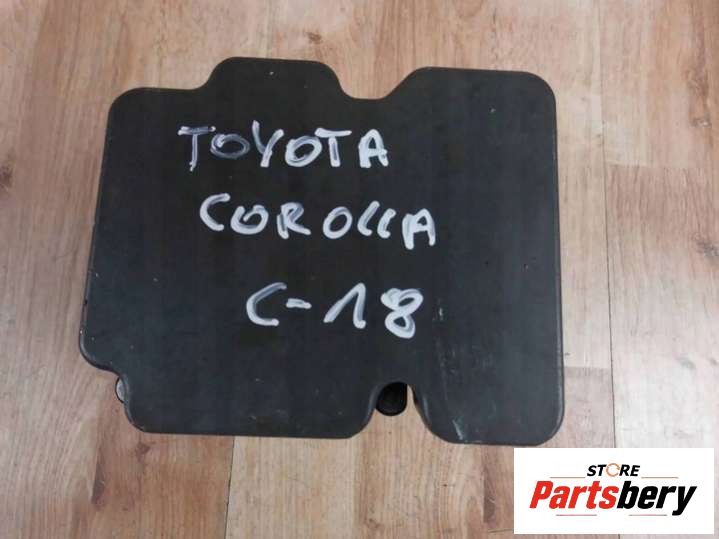 TOYOTA
COROLLA
C-18
STORE
Partsbery